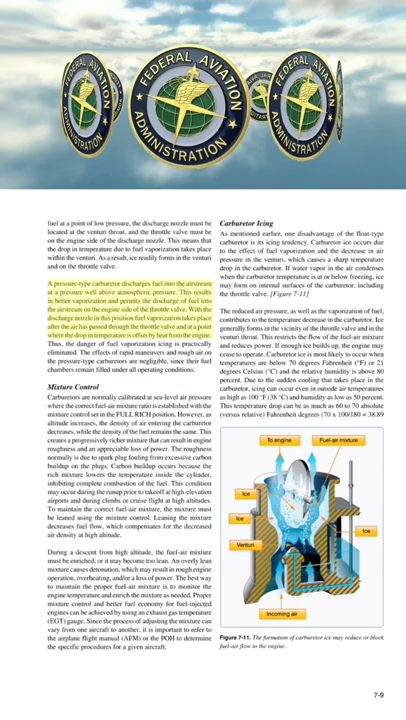 FEDERAL AVIATION
ADMINISTRATION
FEDERAL AVIATION
ADMINISTRATION
FEDERAL AVIATION
ADMINISTRATION
fuel at a point of low pressure, the discharge nozzle must be
located at the venturi throat, and the throttle valve must be
on the engine side of the discharge nozzle. This means that
the drop in temperature due to fuel vaporization takes place
within the venturi. As a result, ice readily forms in the venturi
and on the throttle valve.
A pressure-type carburetor discharges fuel into the airstream
at a pressure well above atmospheric pressure. This results
in better vaporization and permits the discharge of fuel into
the airstream on the engine side of the throttle valve. With the
discharge nozzle in this position fuel vaporization takes place
after the air has passed through the throttle valve and at a point
where the drop in temperature is offset by heat from the engine.
Thus, the danger of fuel vaporization icing is practically
eliminated. The effects of rapid maneuvers and rough air on
the pressure-type carburetors are negligible, since their fuel
chambers remain filled under all operating conditions.
Mixture Control
Carburetors are normally calibrated at sea-level air pressure
where the correct fuel-air mixture ratio is established with the
mixture control set in the FULL RICH position. However, as
altitude increases, the density of air entering the carburetor
decreases, while the density of the fuel remains the same. This
creates a progressively richer mixture that can result in engine
roughness and an appreciable loss of power. The roughness
normally is due to spark plug fouling from excessive carbon
buildup on the plugs. Carbon buildup occurs because the
rich mixture lowers the temperature inside the cylinder,
inhibiting complete combustion of the fuel. This condition
may occur during the runup prior to takeoff at high-elevation
airports and during climbs or cruise flight at high altitudes.
To maintain the correct fuel-air mixture, the mixture must
be leaned using the mixture control. Leaning the mixture
decreases fuel flow, which compensates for the decreased
air density at high altitude.
During a descent from high altitude, the fuel-air mixture
must be enriched, or it may become too lean. An overly lean
mixture causes detonation, which may result in rough engine
operation, overheating, and/or a loss of power. The best way
to maintain the proper fuel-air mixture is to monitor the
engine temperature and enrich the mixture as needed. Proper
mixture control and better fuel economy for fuel-injected
engines can be achieved by using an exhaust gas temperature
(EGT) gauge. Since the process of adjusting the mixture can
vary from one aircraft to another, it is important to refer to
the airplane flight manual (AFM) or the POH to determine
the specific procedures for a given aircraft.
Carburetor Icing
As mentioned earlier, one disadvantage of the float-type
carburetor is its icing tendency. Carburetor ice occurs due
to the effect of fuel vaporization and the decrease in air
pressure in the venturi, which causes a sharp temperature
drop in the carburetor. If water vapor in the air condenses
when the carburetor temperature is at or below freezing, ice
may form on internal surfaces of the carburetor, including
the throttle valve. [Figure 7-11]
The reduced air pressure, as well as the vaporization of fuel,
contributes to the temperature decrease in the carburetor. Ice
generally forms in the vicinity of the throttle valve and in the
venturi throat. This restricts the flow of the fuel-air mixture
and reduces power. If enough ice builds up, the engine may
cease to operate. Carburetor ice is most likely to occur when
temperatures are below 70 degrees Fahrenheit (°F) or 21
degrees Celsius (°C) and the relative humidity is above 80
percent. Due to the sudden cooling that takes place in the
carburetor, icing can occur even in outside air temperatures
as high as 100 °F (38 °C) and humidity as low as 50 percent.
This temperature drop can be as much as 60 to 70 absolute
(versus relative) Fahrenheit degrees (70 x 100/180 = 38.89
To engine
Fuel-air mixture
Ice
Ice
Ice
Venturi
Incoming air
Figure 7-11. The formation of carburetor ice may reduce or block
fuel-air flow to the engine.
7-9